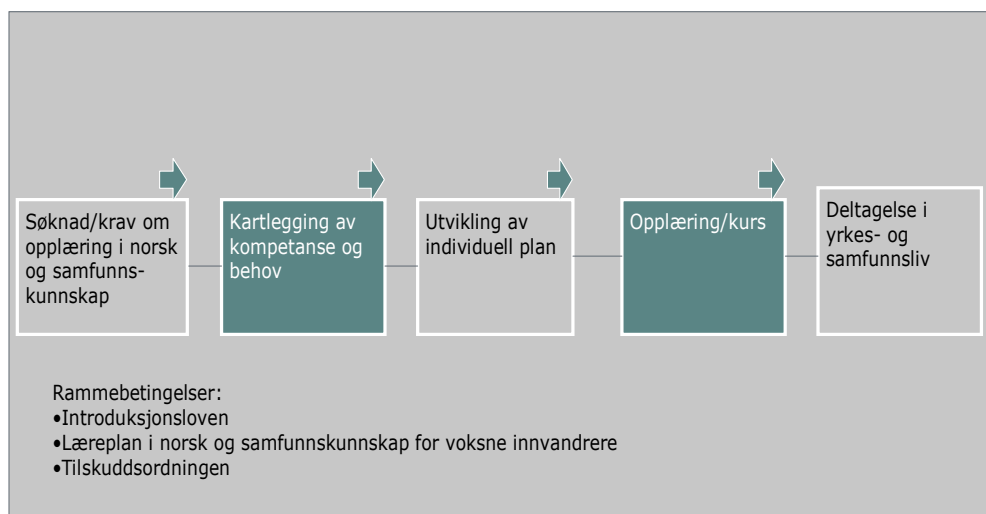 Søknad/krav om
opplæring i norsk
og samfunns-
kunnskap
Kartlegging av
kompetanse og
behov
Utvikling av
individuell plan
Opplæring/kurs
Deltagelse i
yrkes- og
samfunnsliv
Rammebetingelser:
•Introduksjonsloven
•Læreplan i norsk og samfunnskunnskap for voksne innvandrere
•Tilskuddsordningen